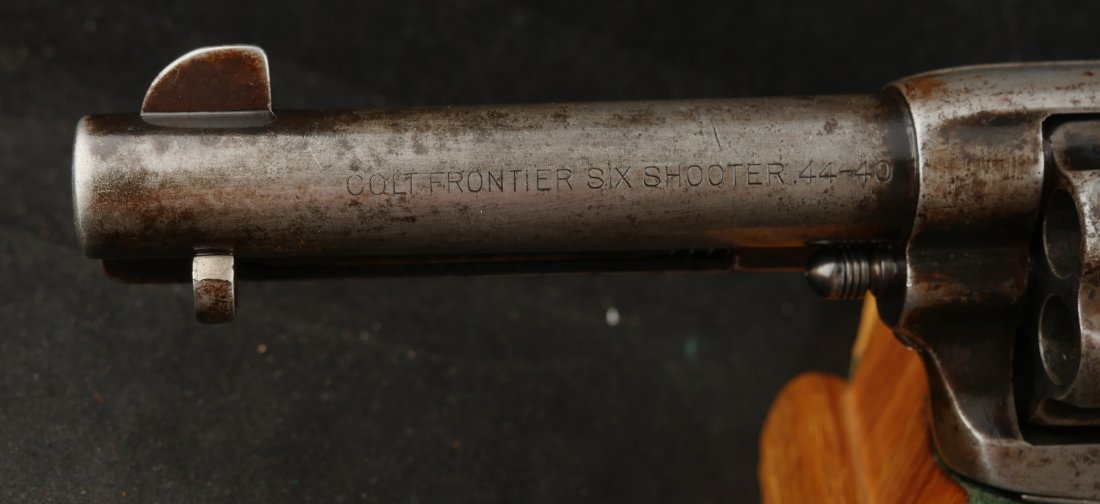 COLT FRONTIER SIX SHOOTER .44-40